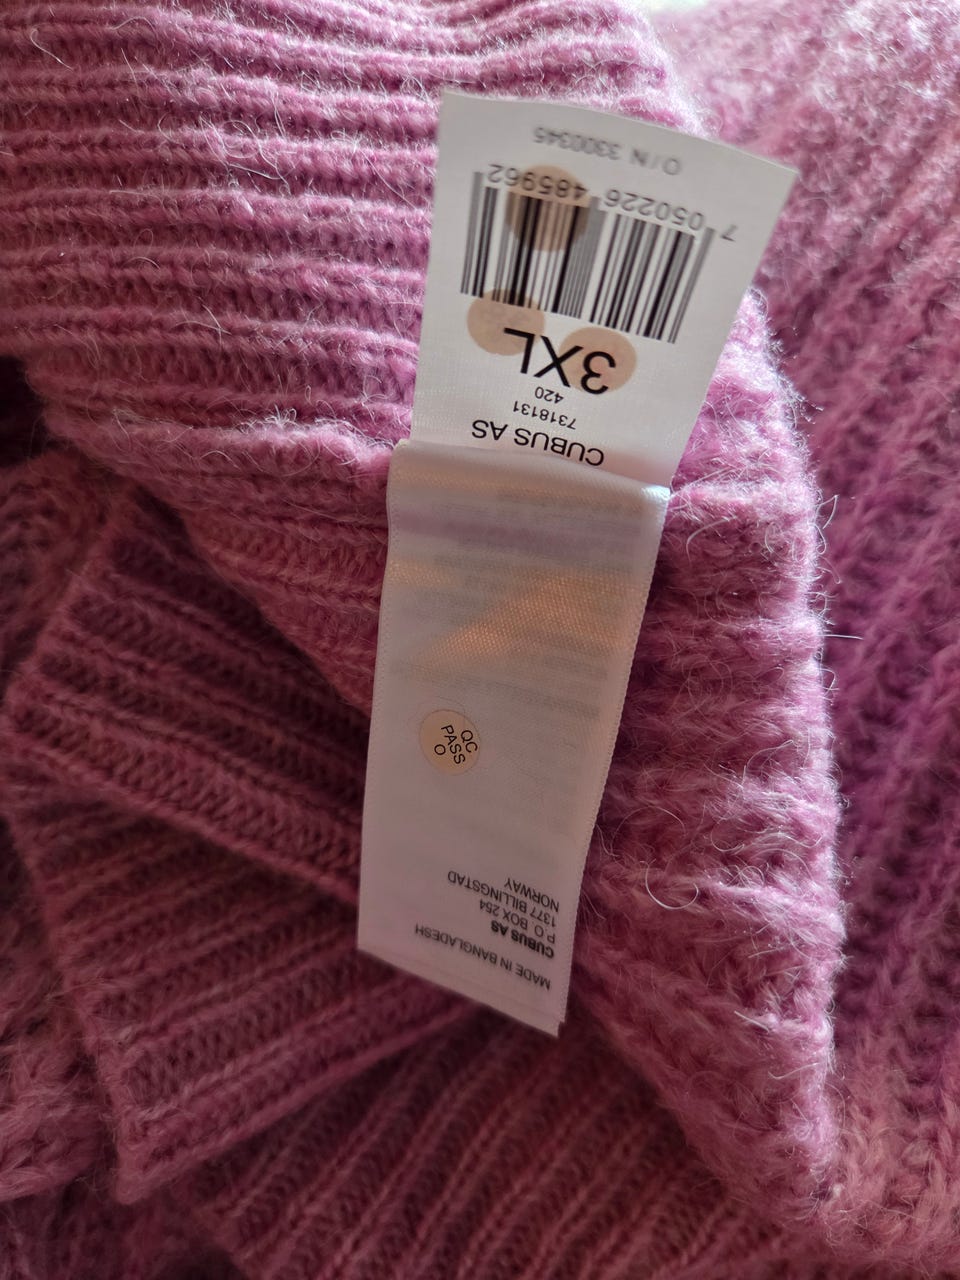 CUBUS AS
7318131
420
3XL
7 050226 485962
O/N 3300345
MADE IN BANGLADESH
CUBUS AS
P.O. BOX 254
1377 BILLINGSTAD
NORWAY
QC
PASS
O